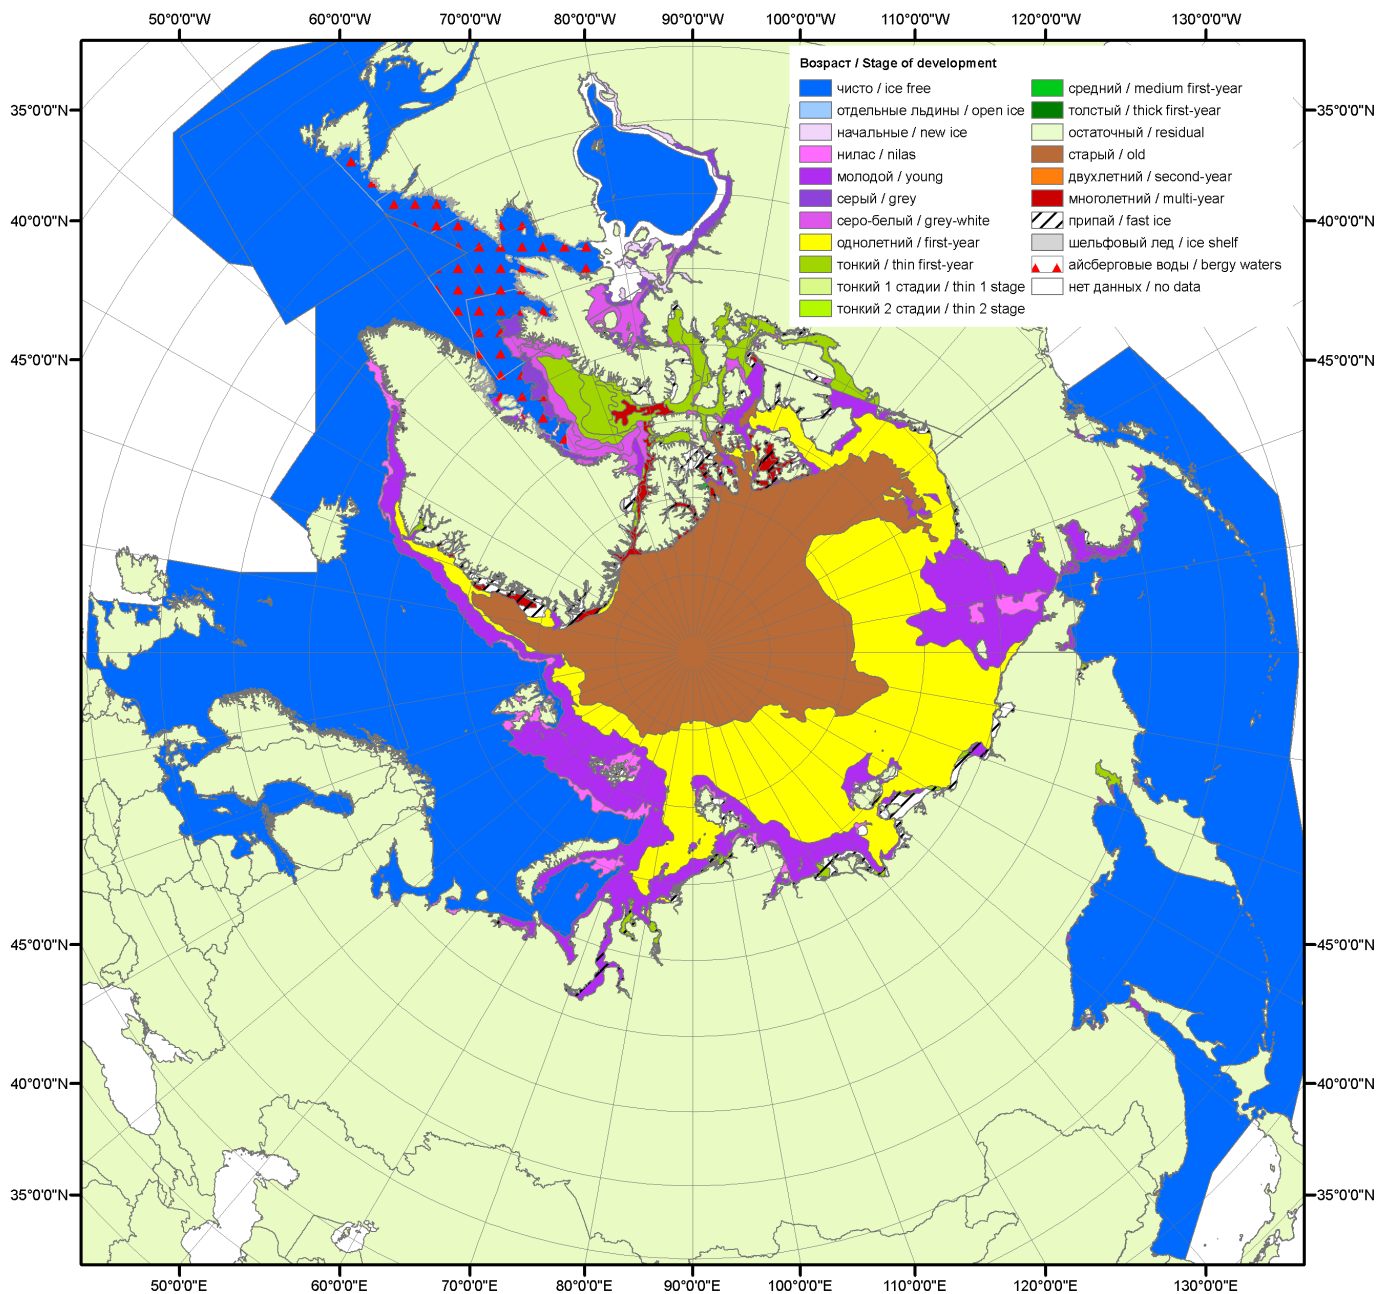 50°0'0"W 60°0'0"W 70°0'0"W 80°0'0"W 90°0'0"W 100°0'0"W 110°0'0"W 120°0'0"W 130°0'0"W
Возраст / Stage of development
чисто / ice free
отдельные льдины / open ice
начальные / new ice
нилас / nilas
молодой / young
серый / grey
серо-белый / grey-white
однолетний / first-year
тонкий / thin first-year
тонкий 1 стадии / thin 1 stage
тонкий 2 стадии / thin 2 stage
средний / medium first-year
толстый / thick first-year
остаточный / residual
старый / old
двухлетний / second-year
многолетний / multi-year
припай / fast ice
шельфовый лед / ice shelf
айсберговые воды / bergy waters
нет данных / no data
35°0'0"N 35°0'0"N
40°0'0"N 40°0'0"N
45°0'0"N 45°0'0"N
45°0'0"N 45°0'0"N
40°0'0"N 40°0'0"N
35°0'0"N 35°0'0"N
50°0'0"E 60°0'0"E 70°0'0"E 80°0'0"E 90°0'0"E 100°0'0"E 110°0'0"E 120°0'0"E 130°0'0"E